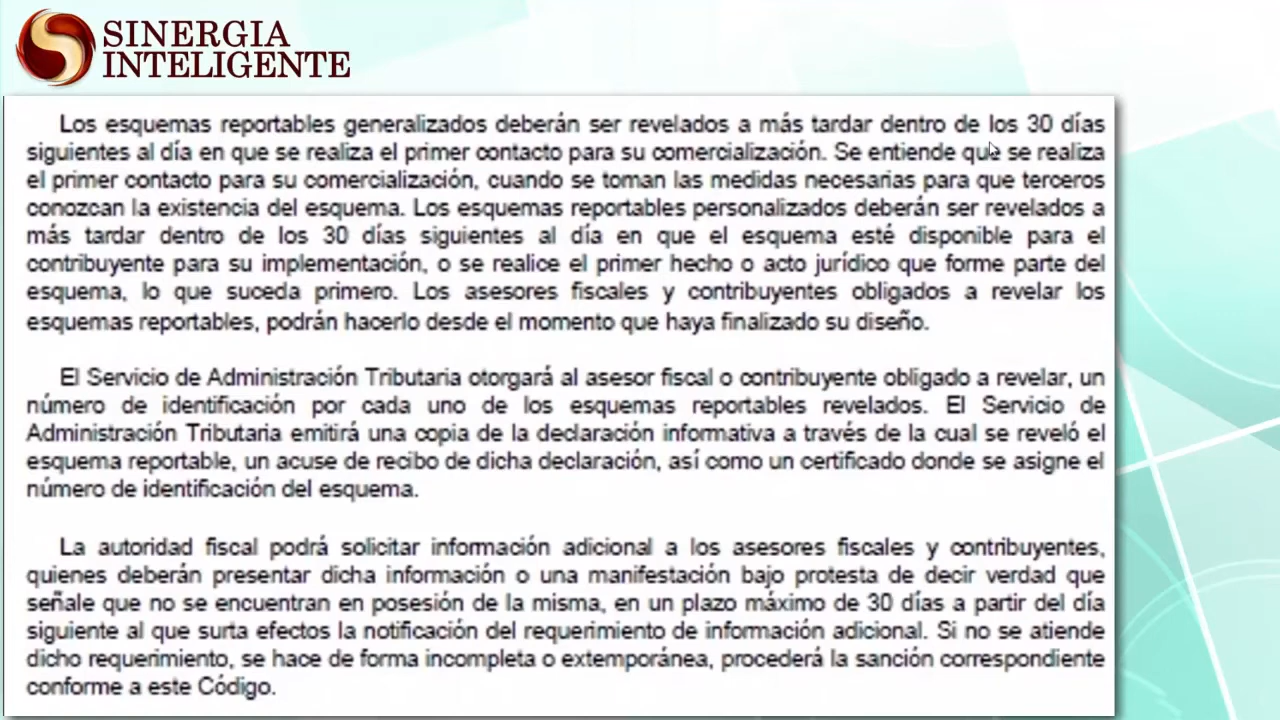 SINERGIA
INTELIGENTE
Los esquemas reportables generalizados deberán ser revelados a más tardar dentro de los 30 días
siguientes al día en que se realiza el primer contacto para su comercialización. Se entiende que se realiza
el primer contacto para su comercialización, cuando se toman las medidas necesarias para que terceros
conozcan la existencia del esquema. Los esquemas reportables personalizados deberán ser revelados a
más tardar dentro de los 30 días siguientes al día en que el esquema esté disponible para el
contribuyente para su implementación, o se realice el primer hecho o acto jurídico que forme parte del
esquema, lo que suceda primero. Los asesores fiscales y contribuyentes obligados a revelar los
esquemas reportables, podrán hacerlo desde el momento que haya finalizado su diseño.
El Servicio de Administración Tributaria otorgará al asesor fiscal o contribuyente obligado a revelar, un
número de identificación por cada uno de los esquemas reportables revelados. El Servicio de
Administración Tributaria emitirá una copia de la declaración informativa a través de la cual se reveló el
esquema reportable, un acuse de recibo de dicha declaración, así como un certificado donde se asigne el
número de identificación del esquema.
La autoridad fiscal podrá solicitar información adicional a los asesores fiscales y contribuyentes,
quienes deberán presentar dicha información o una manifestación bajo protesta de decir verdad que
señale que no se encuentran en posesión de la misma, en un plazo máximo de 30 días a partir del día
siguiente al que surta efectos la notificación del requerimiento de información adicional. Si no se atiende
dicho requerimiento, se hace de forma incompleta o extemporánea, procederá la sanción correspondiente
conforme a este Código.